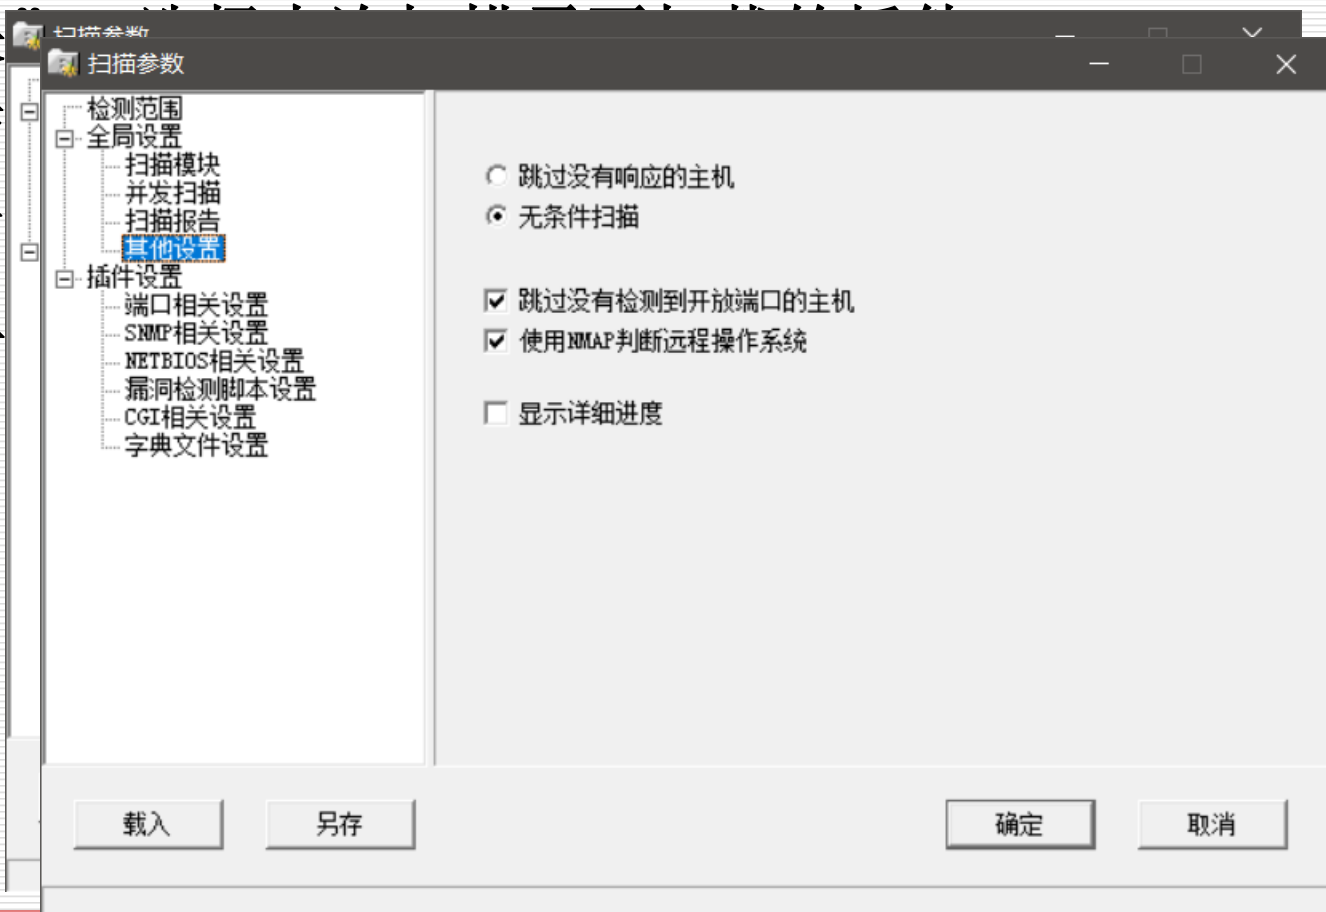 扫描参数
扫描参数
检测范围
全局设置
扫描模块
并发扫描
扫描报告
其他设置
插件设置
端口相关设置
SNMP相关设置
NETBIOS相关设置
漏洞检测脚本设置
CGI相关设置
字典文件设置
跳过没有响应的主机
无条件扫描
跳过没有检测到开放端口的主机
使用NMAP判断远程操作系统
显示详细进度
载入
另存
确定
取消